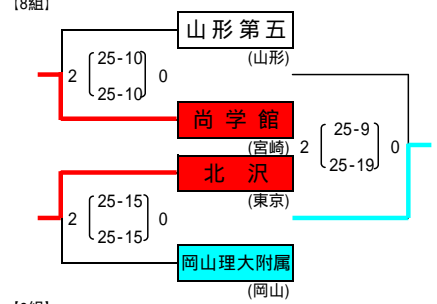 【8組】
山形第五
(山形)
2 25-10 0
25-10
尚学館
(宮崎)
2 25-9 0
25-19
北沢
(東京)
2 25-15 0
25-15
岡山理大附属
(岡山)